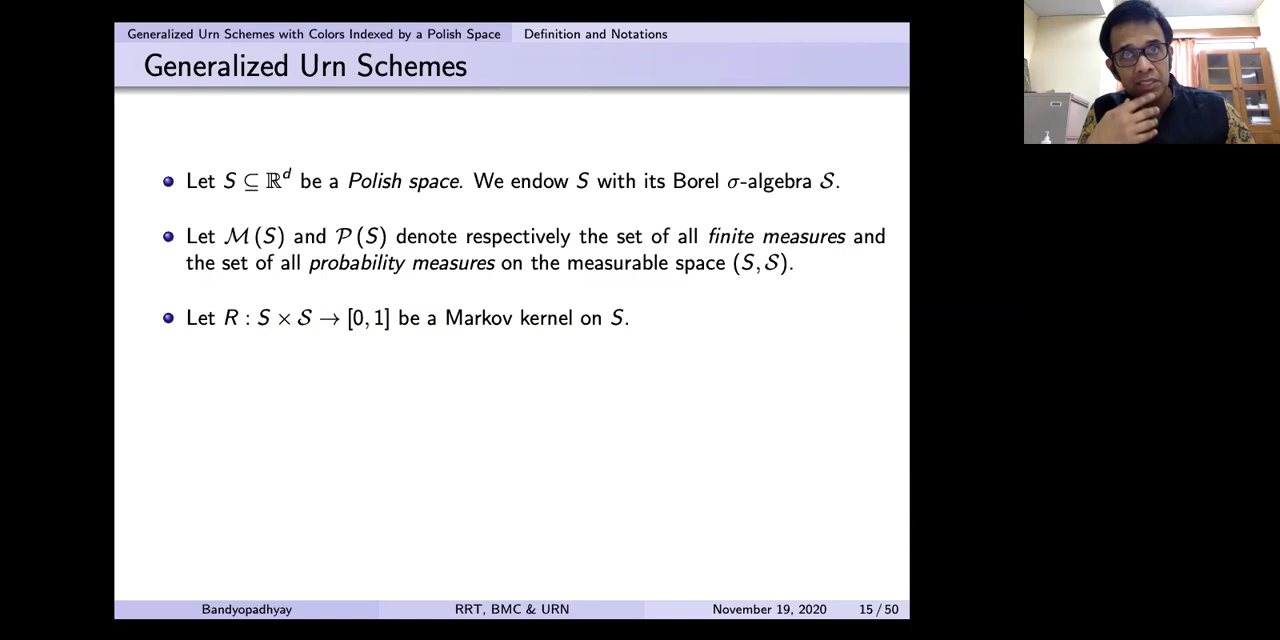 Generalized Urn Schemes with Colors Indexed by a Polish Space Definition and Notations
Generalized Urn Schemes
Let S ⊆ ℝ^d be a Polish space. We endow S with its Borel σ-algebra 𝒮.
Let ℳ(S) and 𝒫(S) denote respectively the set of all finite measures and
the set of all probability measures on the measurable space (S, 𝒮).
Let R : S × 𝒮 → [0, 1] be a Markov kernel on S.
Bandyopadhyay RRT, BMC & URN November 19, 2020 15 / 50